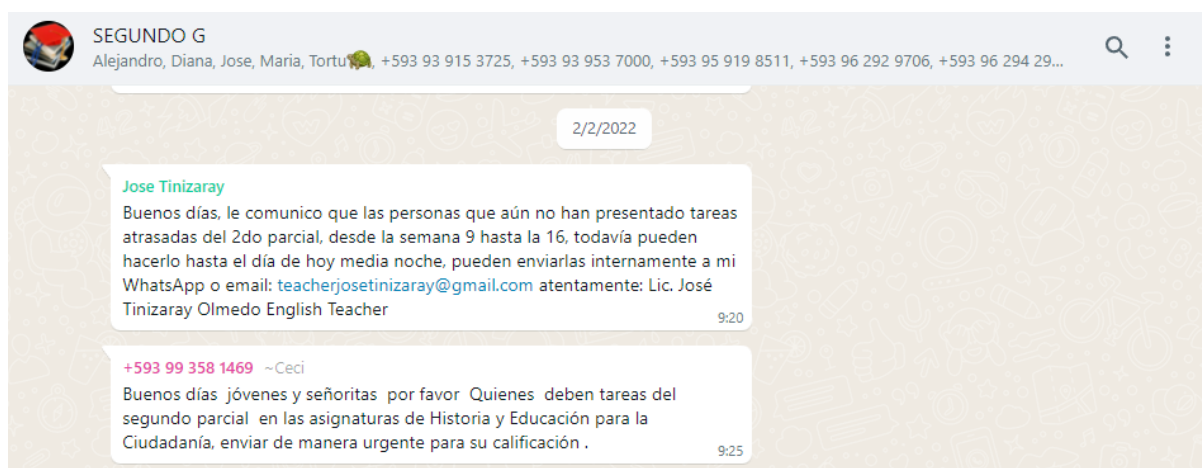 SEGUNDO G
Alejandro, Diana, Jose, Maria, Tortu🐢, +593 93 915 3725, +593 93 953 7000, +593 95 919 8511, +593 96 292 9706, +593 96 294 29...
2/2/2022
Jose Tinizaray
Buenos días, le comunico que las personas que aún no han presentado tareas
atrasadas del 2do parcial, desde la semana 9 hasta la 16, todavía pueden
hacerlo hasta el día de hoy media noche, pueden enviarlas internamente a mi
WhatsApp o email: teacherjosetinizaray@gmail.com atentamente: Lic. José
Tinizaray Olmedo English Teacher
9:20
+593 99 358 1469 ~Ceci
Buenos días jóvenes y señoritas por favor Quienes deben tareas del
segundo parcial en las asignaturas de Historia y Educación para la
Ciudadanía, enviar de manera urgente para su calificación .
9:25